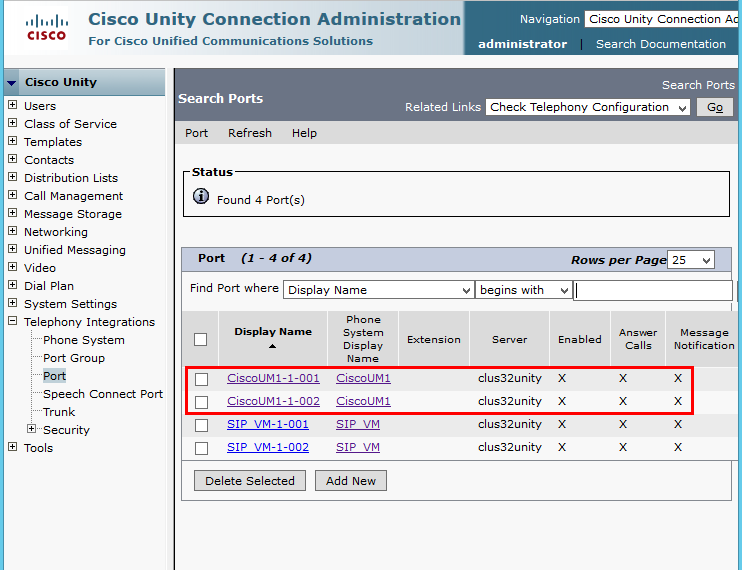 Cisco Unity Connection Administration
Navigation Cisco Unity Connection Ad
CISCO
For Cisco Unified Communications Solutions
administrator | Search Documentation
Cisco Unity
Users
Class of Service
Templates
Contacts
Distribution Lists
Call Management
Message Storage
Networking
Unified Messaging
Video
Dial Plan
System Settings
Telephony Integrations
Phone System
Port Group
Port
Speech Connect Port
Trunk
Security
Tools
Search Ports
Search Ports
Related Links Check Telephony Configuration Go
Port Refresh Help
Status
Found 4 Port(s)
Port (1 - 4 of 4) Rows per Page 25
Find Port where Display Name begins with
Display Name Phone System Display Name Extension Server Enabled Answer Calls Message Notification
CiscoUM1-1-001 CiscoUM1 clus32unity X X X
CiscoUM1-1-002 CiscoUM1 clus32unity X X X
SIP_VM-1-001 SIP_VM clus32unity X X X
SIP_VM-1-002 SIP_VM clus32unity X X X
Delete Selected Add New